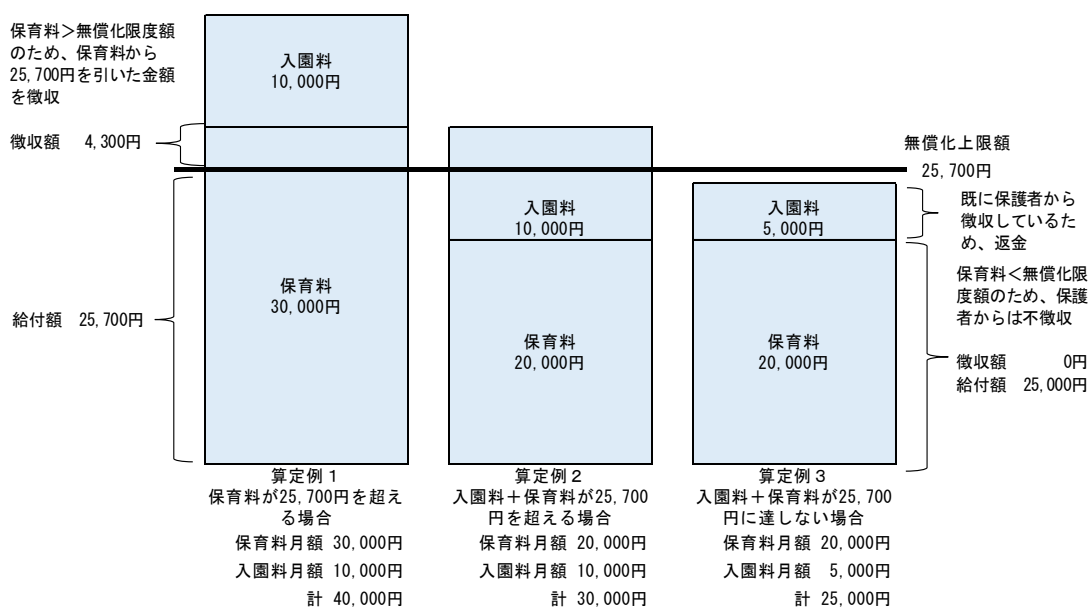 保育料＞無償化限度額
のため、保育料から
25,700円を引いた金額
を徴収
徴収額　4,300円
給付額　25,700円
入園料
10,000円
保育料
30,000円
入園料
10,000円
保育料
20,000円
入園料
5,000円
保育料
20,000円
無償化上限額
25,700円
既に保護者から
徴収しているた
め、返金
保育料＜無償化限
度額のため、保護
者からは不徴収
徴収額　　　0円
給付額　25,000円
算定例１
保育料が25,700円を超え
る場合
保育料月額 30,000円
入園料月額 10,000円
計 40,000円
算定例２
入園料＋保育料が25,700
円を超える場合
保育料月額 20,000円
入園料月額 10,000円
計 30,000円
算定例３
入園料＋保育料が25,700
円に達しない場合
保育料月額 20,000円
入園料月額 5,000円
計 25,000円